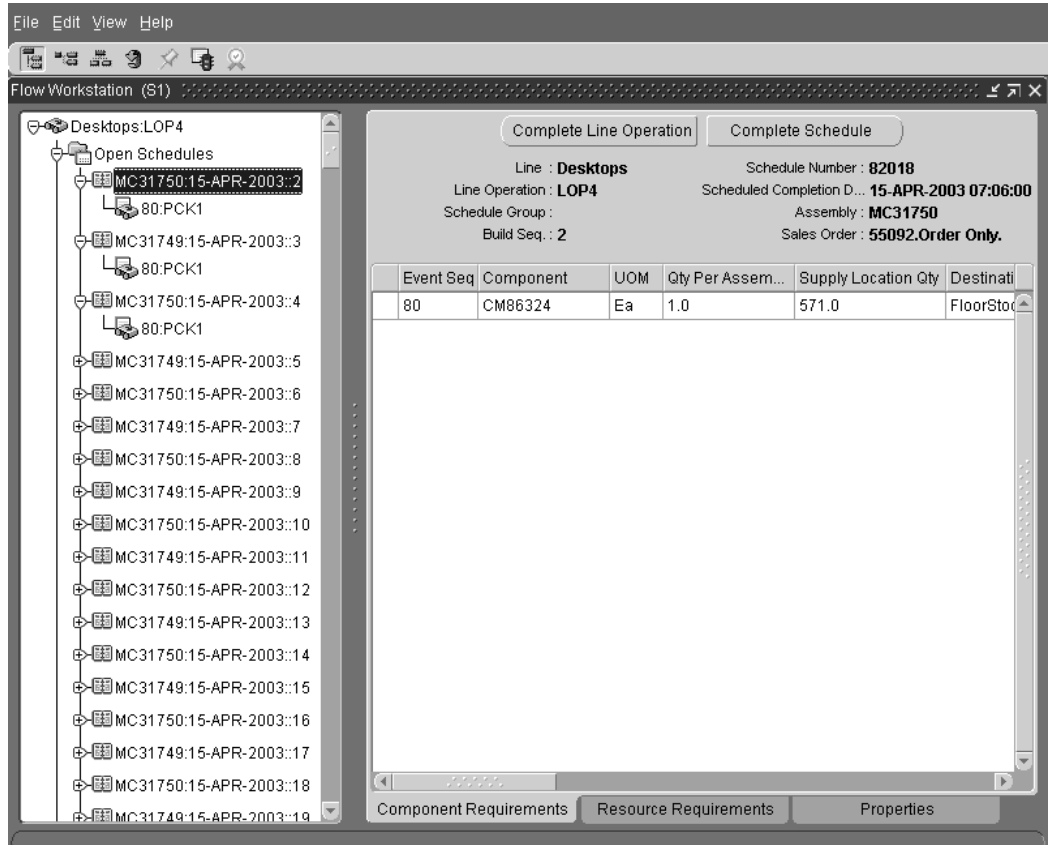 File Edit View Help
Flow Workstation (S1)
Desktops:LOP4
Open Schedules
MC31750:15-APR-2003::2
80:PCK1
MC31749:15-APR-2003::3
80:PCK1
MC31750:15-APR-2003::4
80:PCK1
MC31749:15-APR-2003::5
MC31750:15-APR-2003::6
MC31749:15-APR-2003::7
MC31750:15-APR-2003::8
MC31749:15-APR-2003::9
MC31750:15-APR-2003::10
MC31749:15-APR-2003::11
MC31750:15-APR-2003::12
MC31749:15-APR-2003::13
MC31750:15-APR-2003::14
MC31749:15-APR-2003::15
MC31750:15-APR-2003::16
MC31749:15-APR-2003::17
MC31750:15-APR-2003::18
MC31749:15-APR-2003::19
Complete Line Operation Complete Schedule
Line : Desktops Schedule Number : 82018
Line Operation : LOP4 Scheduled Completion D... 15-APR-2003 07:06:00
Schedule Group : Assembly : MC31750
Build Seq. : 2 Sales Order : 55092.Order Only.
Event Seq Component UOM Qty Per Assem... Supply Location Qty Destinati
80 CM86324 Ea 1.0 571.0 FloorStoc
Component Requirements Resource Requirements Properties